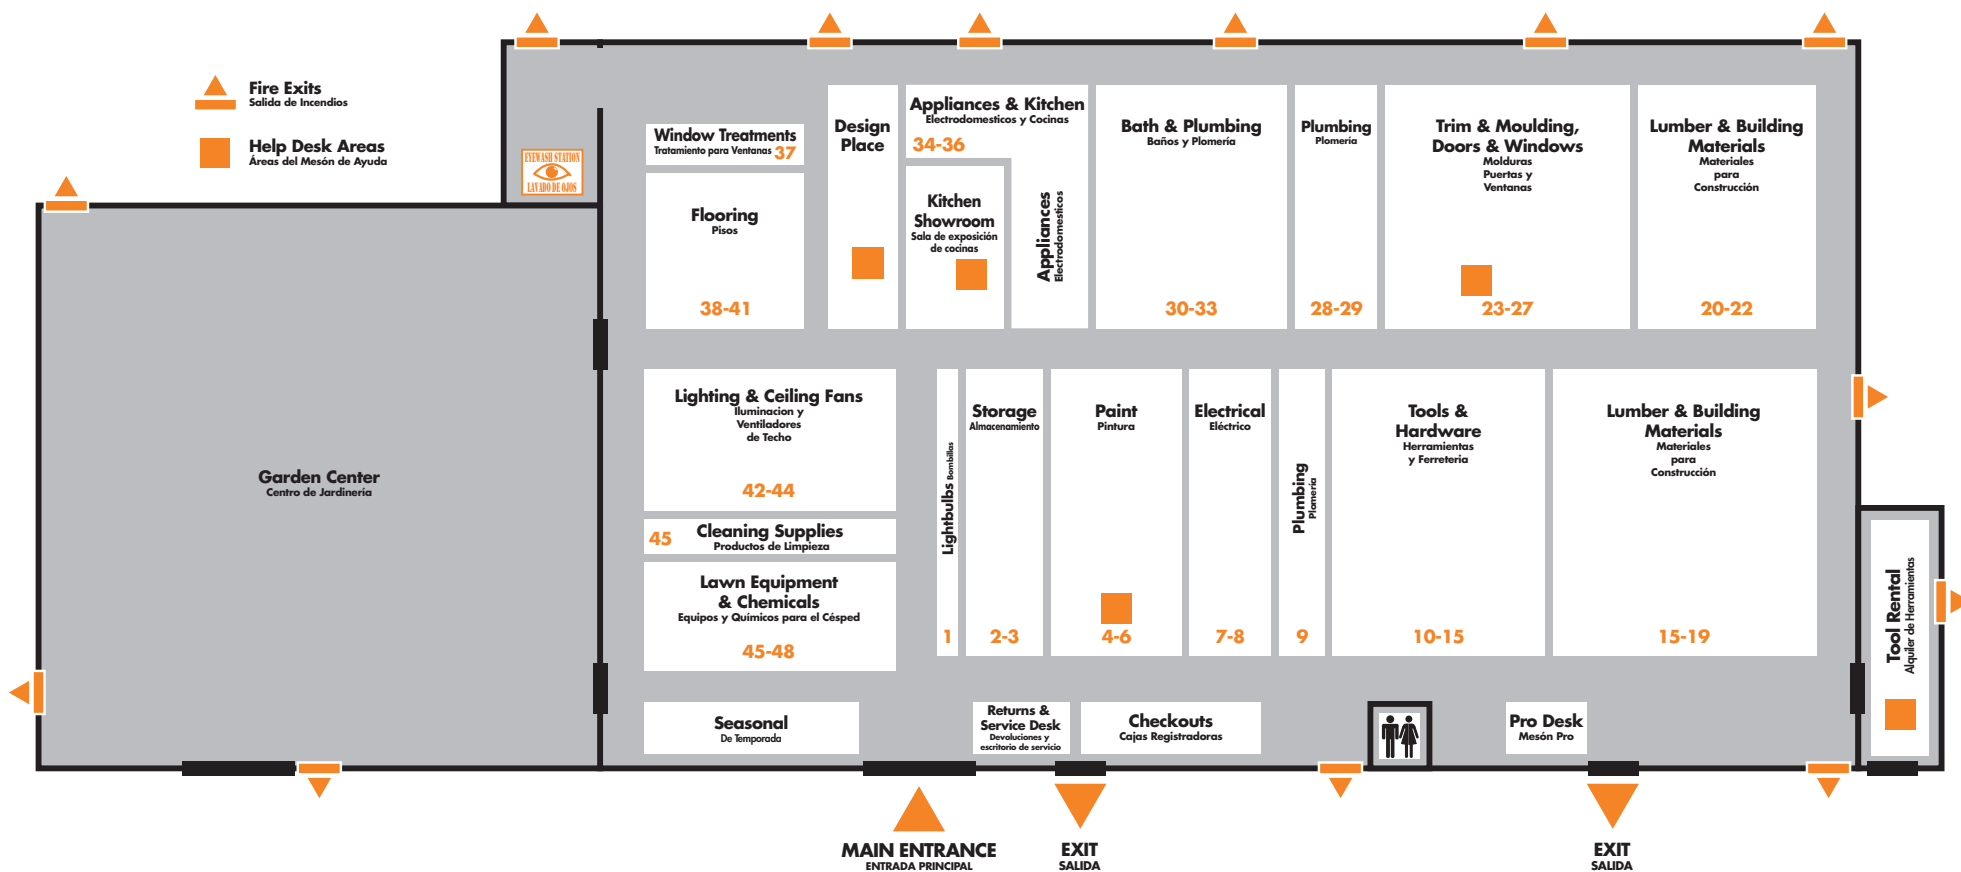 Fire Exits
Salida de Incendios
Help Desk Areas
Áreas del Mesón de Ayuda
EYEWASH STATION
LAVADO DE OJOS
Garden Center
Centro de Jardinería
Window Treatments
Tratamiento para Ventanas 37
Flooring
Pisos
38-41
Design
Place
Appliances & Kitchen
Electrodomesticos y Cocinas
34-36
Kitchen
Showroom
Sala de exposición
de cocinas
Appliances
Electrodomesticos
Bath & Plumbing
Baños y Plomería
30-33
Plumbing
Plomería
28-29
Trim & Moulding,
Doors & Windows
Molduras
Puertas y
Ventanas
23-27
Lumber & Building
Materials
Materiales
para
Construcción
20-22
Lighting & Ceiling Fans
Iluminacion y
Ventiladores
de Techo
42-44
45 Cleaning Supplies
Productos de Limpieza
Lawn Equipment
& Chemicals
Equipos y Químicos para el Césped
45-48
Lightbulbs Bombillas
1
Storage
Almacenamiento
2-3
Paint
Pintura
4-6
Electrical
Eléctrico
7-8
Plumbing
Plomería
9
Tools &
Hardware
Herramientas
y Ferreteria
10-15
Lumber & Building
Materials
Materiales
para
Construcción
15-19
Tool Rental
Alquiler de Herramientas
Seasonal
De Temporada
Returns &
Service Desk
Devoluciones y
escritorio de servicio
Checkouts
Cajas Registradoras
Pro Desk
Mesón Pro
MAIN ENTRANCE
ENTRADA PRINCIPAL
EXIT
SALIDA
EXIT
SALIDA